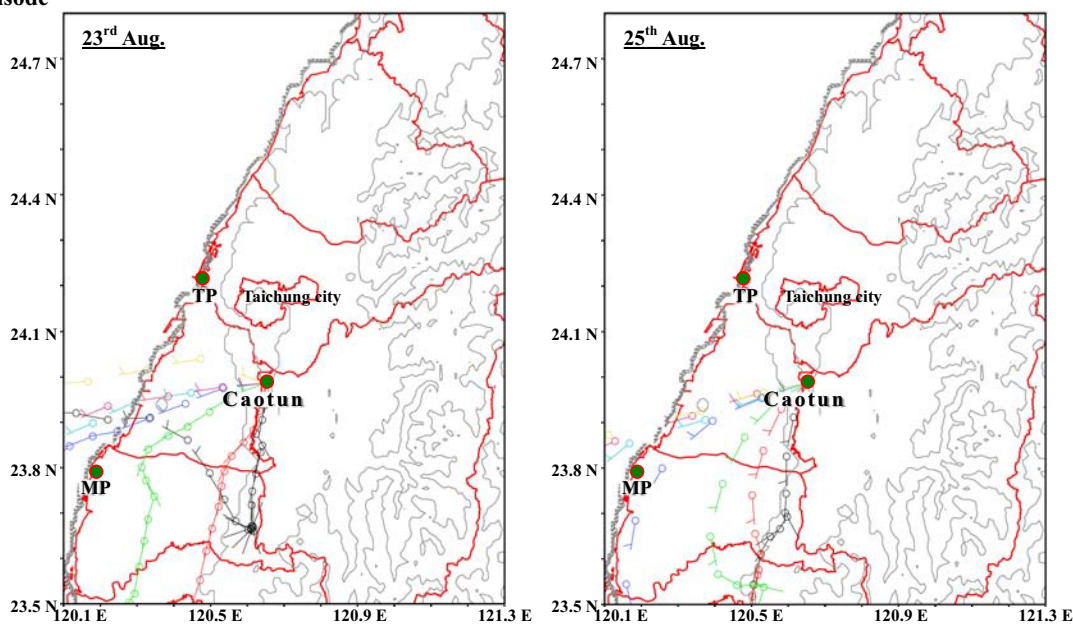 23rd Aug.
24.7 N
24.4 N
24.1 N
23.8 N
23.5 N
120.1 E
120.5 E
120.9 E
121.3 E
TP
Taichung city
Caotun
MP
25th Aug.
24.7 N
24.4 N
24.1 N
23.8 N
23.5 N
120.1 E
120.5 E
120.9 E
121.3 E
TP
Taichung city
Caotun
MP